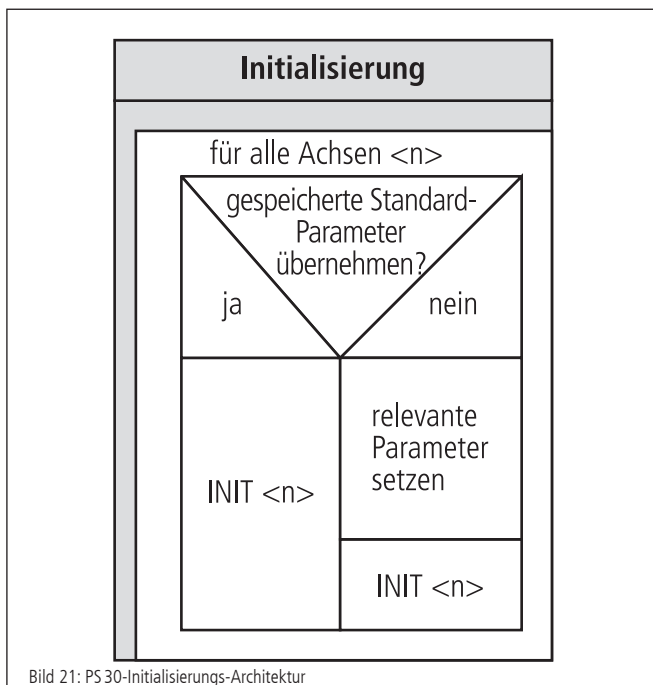 Initialisierung
für alle Achsen <n>
gespeicherte Standard-
Parameter
übernehmen?
ja
nein
INIT <n>
relevante
Parameter
setzen
INIT <n>
Bild 21: PS 30-Initialisierungs-Architektur